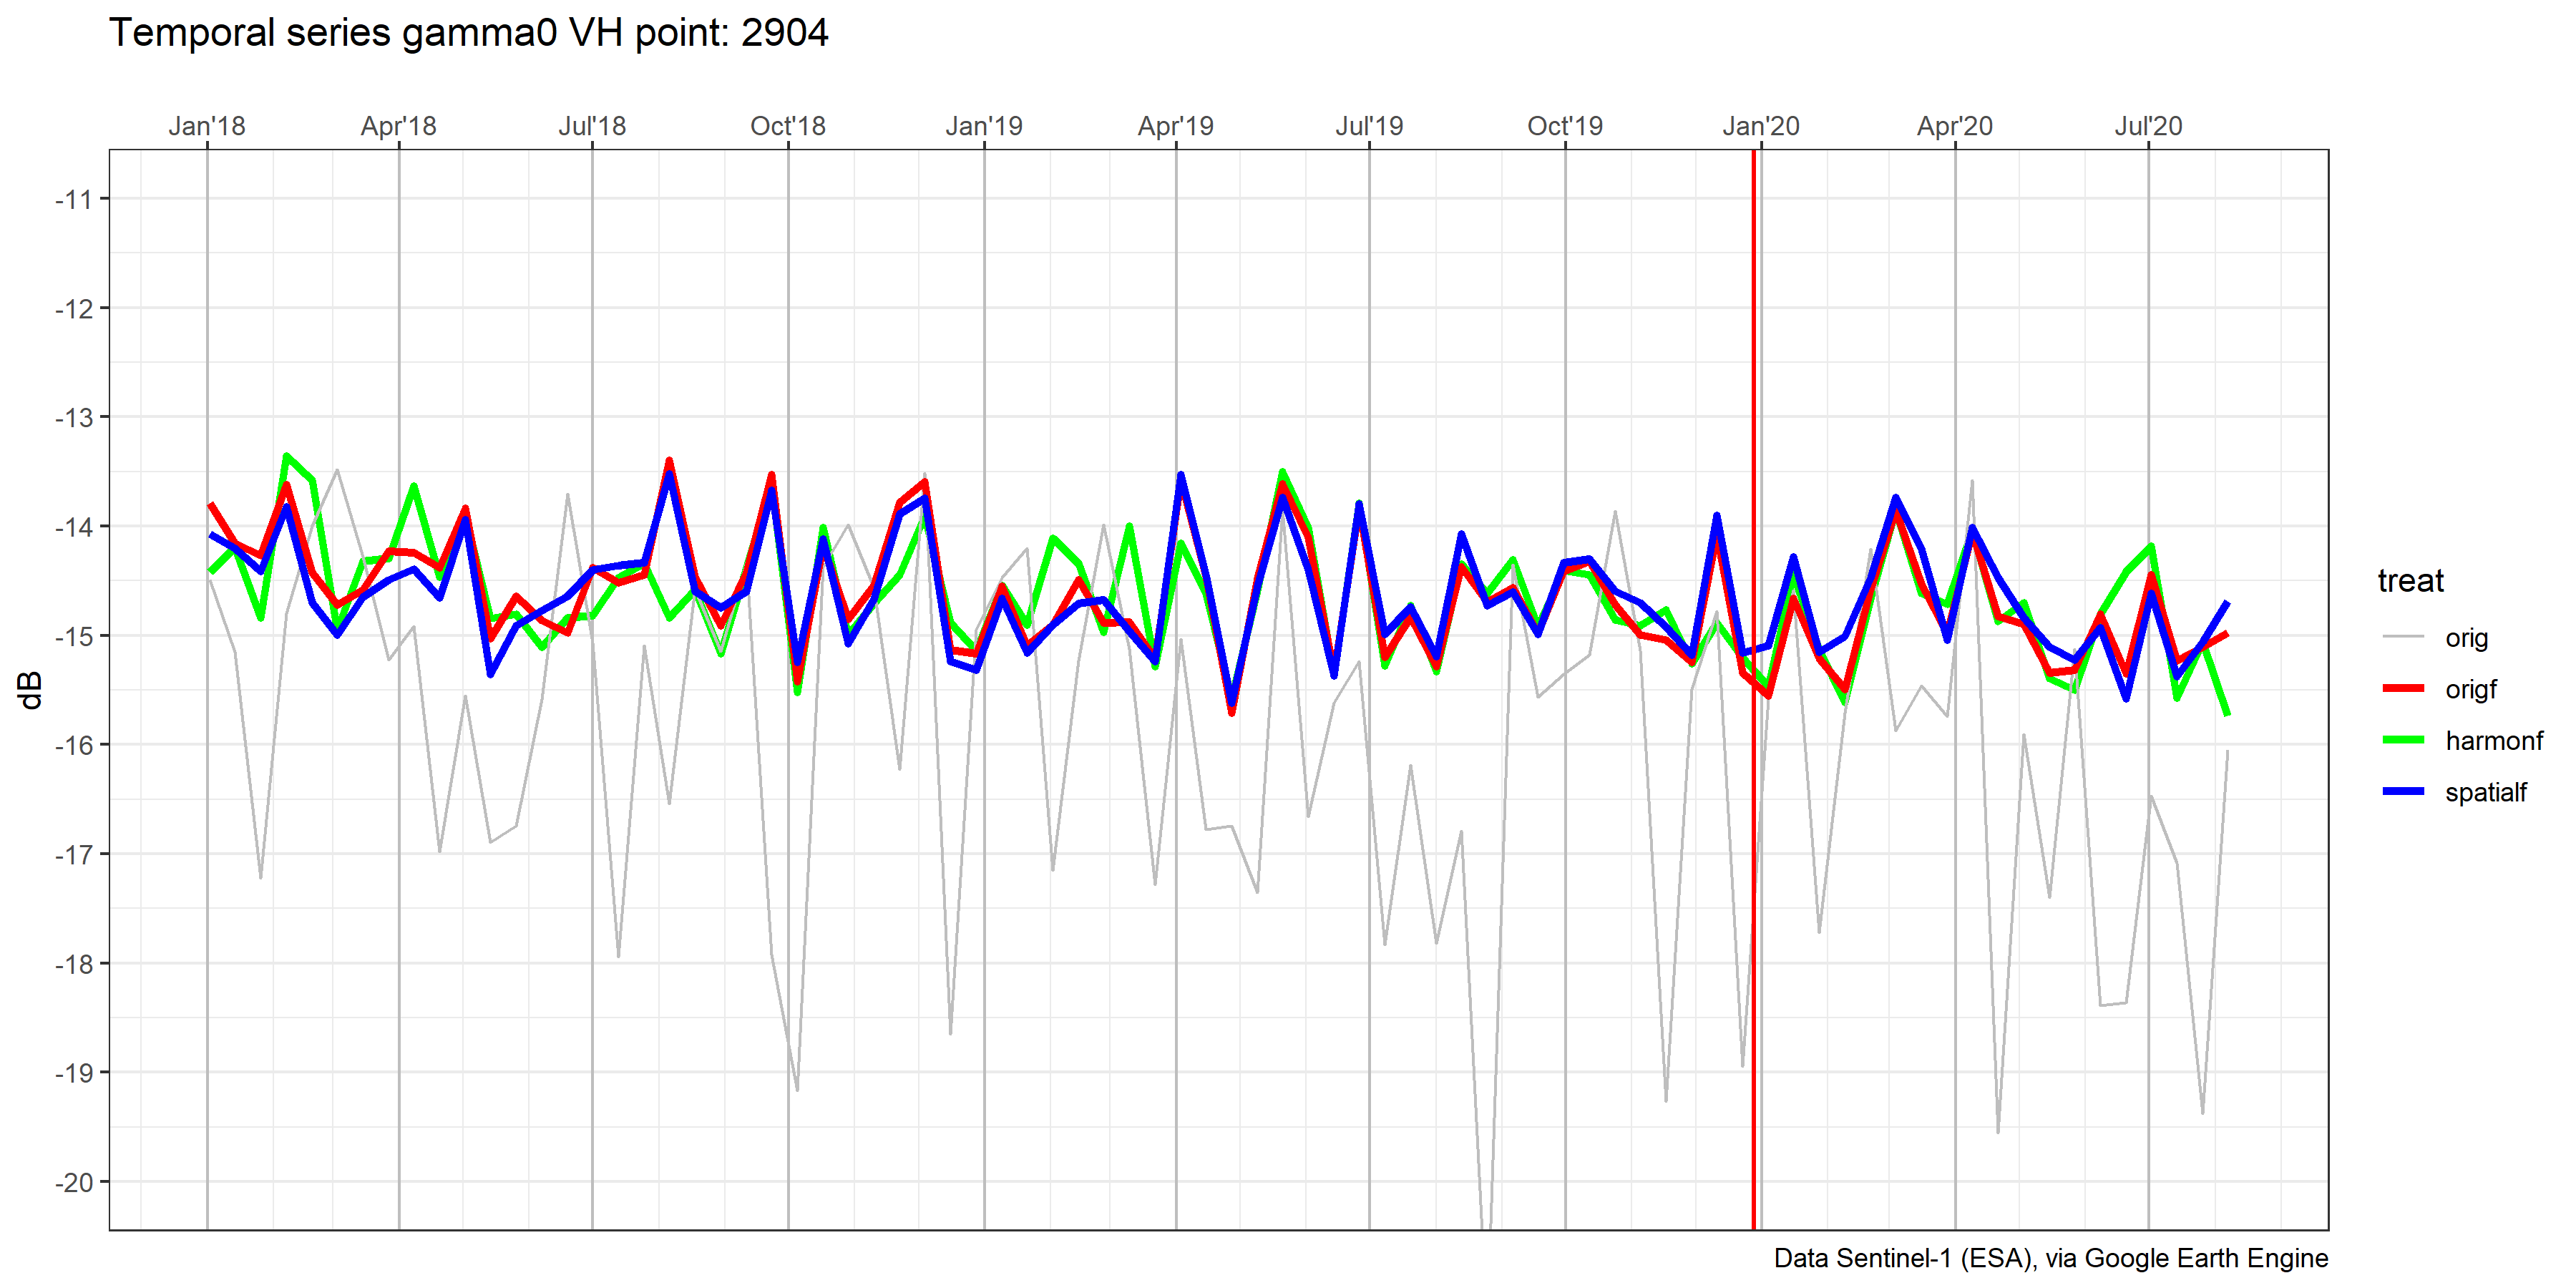 Temporal series gamma0 VH point: 2904
Jan'18 Apr'18 Jul'18 Oct'18 Jan'19 Apr'19 Jul'19 Oct'19 Jan'20 Apr'20 Jul'20
-11
-12
-13
-14
-15
-16
-17
-18
-19
-20
dB
treat
orig
origf
harmonf
spatialf
Data Sentinel-1 (ESA), via Google Earth Engine